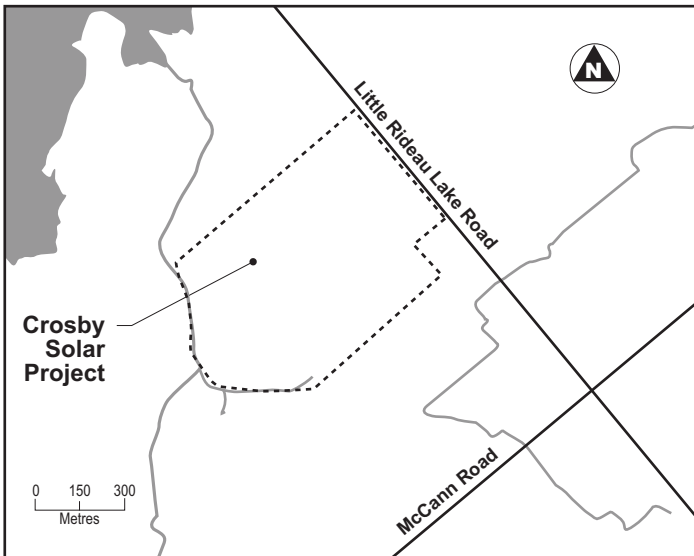 N
Little Rideau Lake Road
Crosby
Solar
Project
McCann Road
0 150 300
Metres